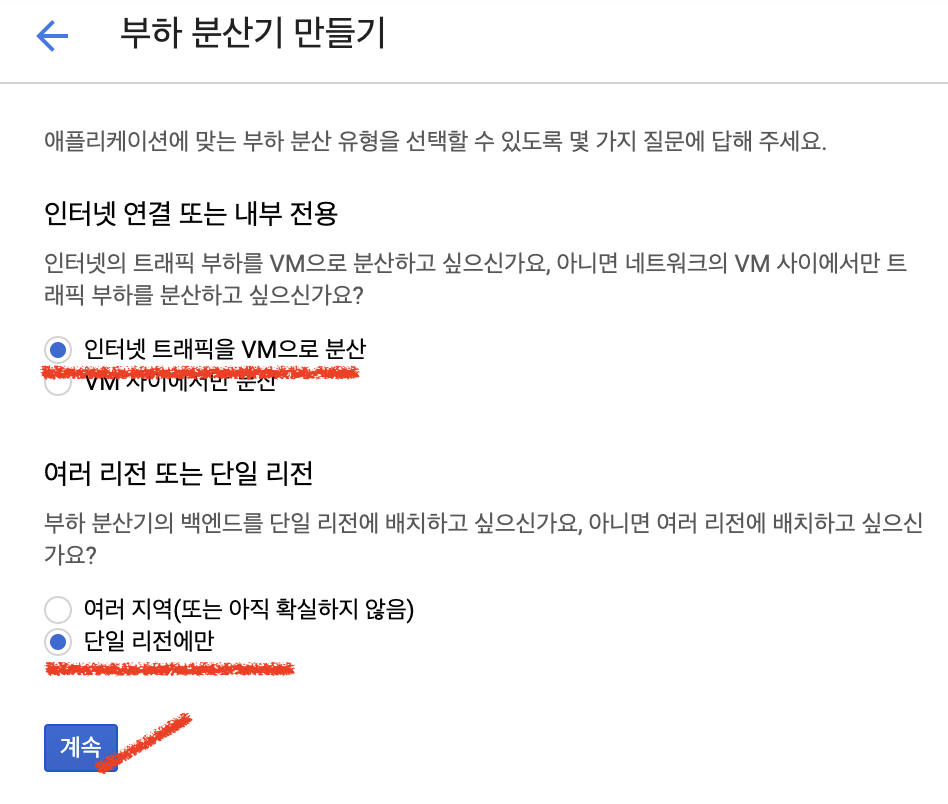 부하 분산기 만들기
애플리케이션에 맞는 부하 분산 유형을 선택할 수 있도록 몇 가지 질문에 답해 주세요.
인터넷 연결 또는 내부 전용
인터넷의 트래픽 부하를 VM으로 분산하고 싶으신가요, 아니면 네트워크의 VM 사이에서만 트
래픽 부하를 분산하고 싶으신가요?
인터넷 트래픽을 VM으로 분산
VM 사이에서만 분산
여러 리전 또는 단일 리전
부하 분산기의 백엔드를 단일 리전에 배치하고 싶으신가요, 아니면 여러 리전에 배치하고 싶으신
가요?
여러 지역(또는 아직 확실하지 않음)
단일 리전에만
계속